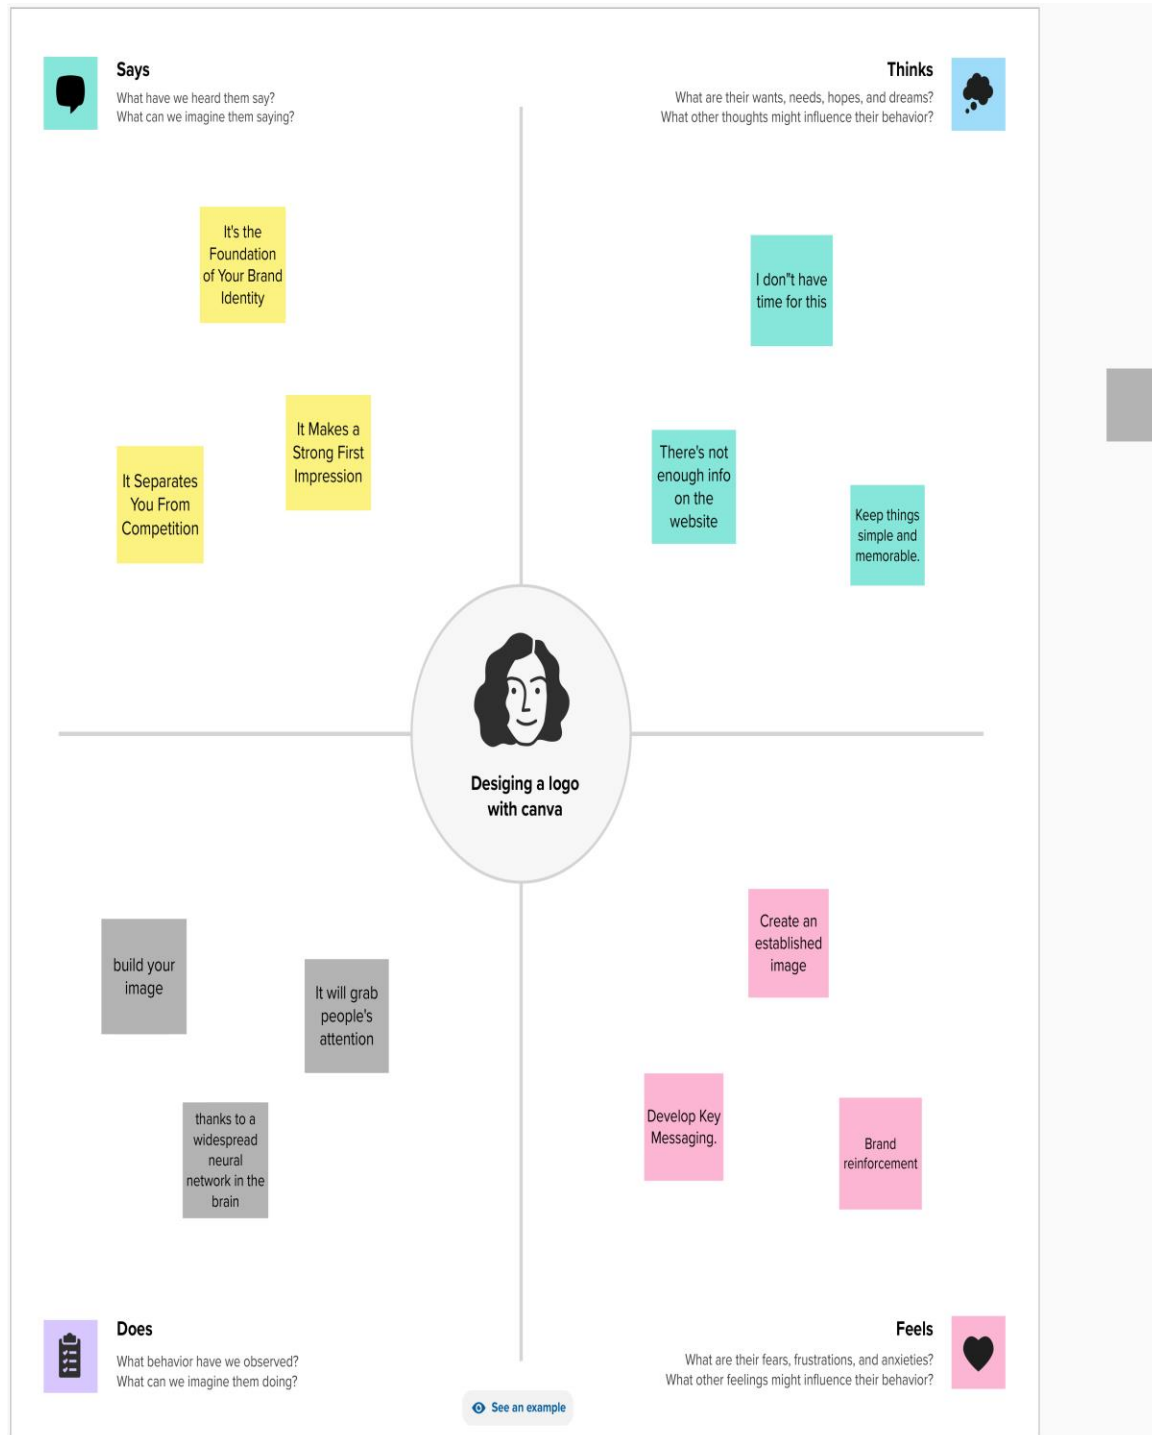 Says
What have we heard them say?
What can we imagine them saying?
Thinks
What are their wants, needs, hopes, and dreams?
What other thoughts might influence their behavior?
It's the
Foundation
of Your Brand
Identity
It Makes a
Strong First
Impression
It Separates
You From
Competition
I don"t have
time for this
There's not
enough info
on the
website
Keep things
simple and
memorable.
Desiging a logo
with canva
build your
image
It will grab
people's
attention
thanks to a
widespread
neural
network in the
brain
Create an
established
image
Develop Key
Messaging.
Brand
reinforcement
Does
What behavior have we observed?
What can we imagine them doing?
Feels
What are their fears, frustrations, and anxieties?
What other feelings might influence their behavior?
See an example